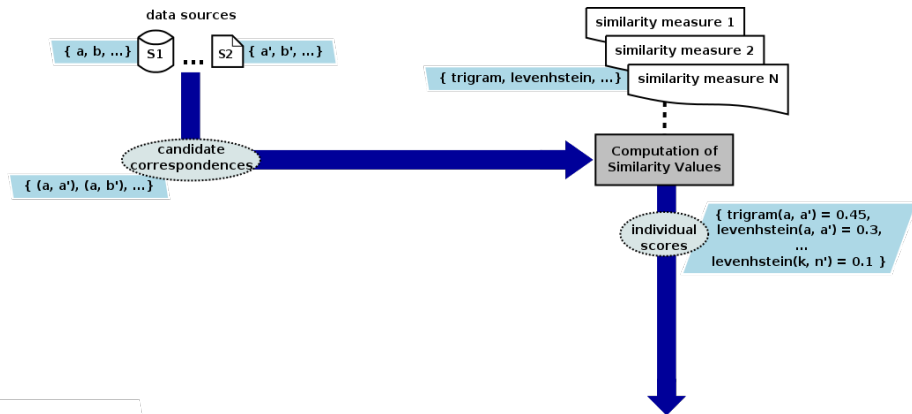 data sources
{ a, b, ...}
S1
...
S2
{ a', b', ...}
similarity measure 1
similarity measure 2
similarity measure N
{ trigram, levenhstein, ...}
candidate
correspondences
{ (a, a'), (a, b'), ...}
Computation of
Similarity Values
individual
scores
{ trigram(a, a') = 0.45,
levenhstein(a, a') = 0.3,
...
levenhstein(k, n') = 0.1 }